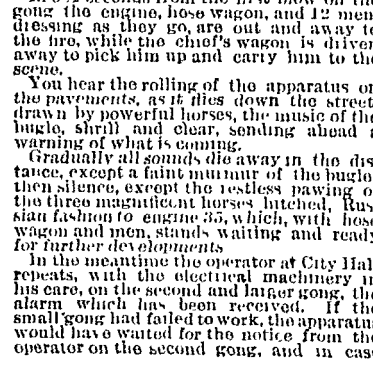 gong the engine, hose wagon, and 12 men,
dressing as they go, are out and away to
the fire, while the chief's wagon is driven
away to pick him up and carry him to the
scene.
You hear the rolling of the apparatus on
the pavements, as it dies down the street,
drawn by powerful horses, the music of the
bugle, shrill and clear, sending ahead a
warning of what is coming.
Gradually all sounds die away in the dis
tance, except a faint murmur of the bugle,
then silence, except the restless pawing of
the three magnificent horses hitched, Rus
sian fashion to engine 35, which, with hose
wagon and men, stands waiting and ready
for further developments
In the meantime the operator at City Hall
repeats, with the electrical machinery in
his care, on the second and larger gong, the
alarm which has been received. If the
small gong had failed to work, the apparatus
would have waited for the notice from the
operator on the second gong, and in case